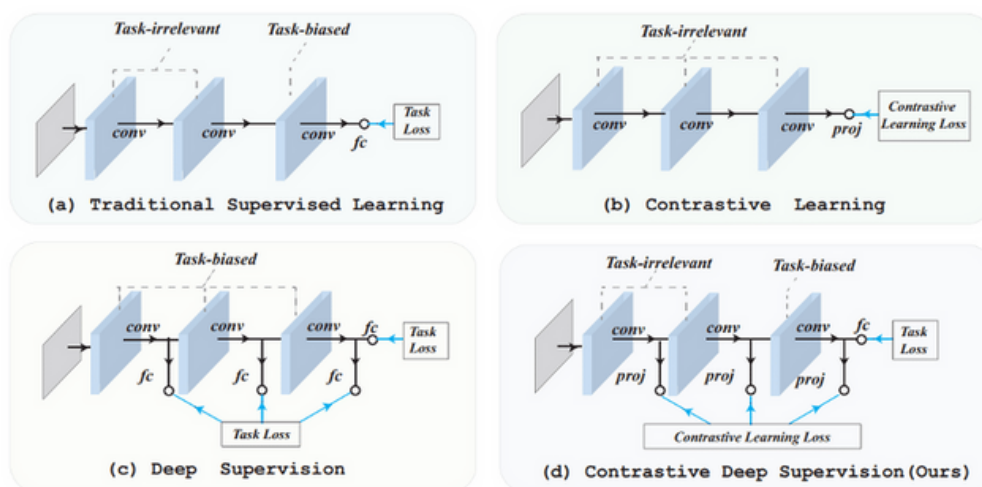 Task-irrelevant
Task-biased
conv
conv
conv
fc
Task
Loss
(a) Traditional Supervised Learning
Task-irrelevant
conv
conv
conv
proj
Contrastive
Learning Loss
(b) Contrastive Learning
Task-biased
conv
conv
conv
fc
Task
Loss
fc
fc
fc
Task Loss
(c) Deep Supervision
Task-irrelevant
Task-biased
conv
conv
conv
fc
Task
Loss
proj
proj
proj
Contrastive Learning Loss
(d) Contrastive Deep Supervision(Ours)